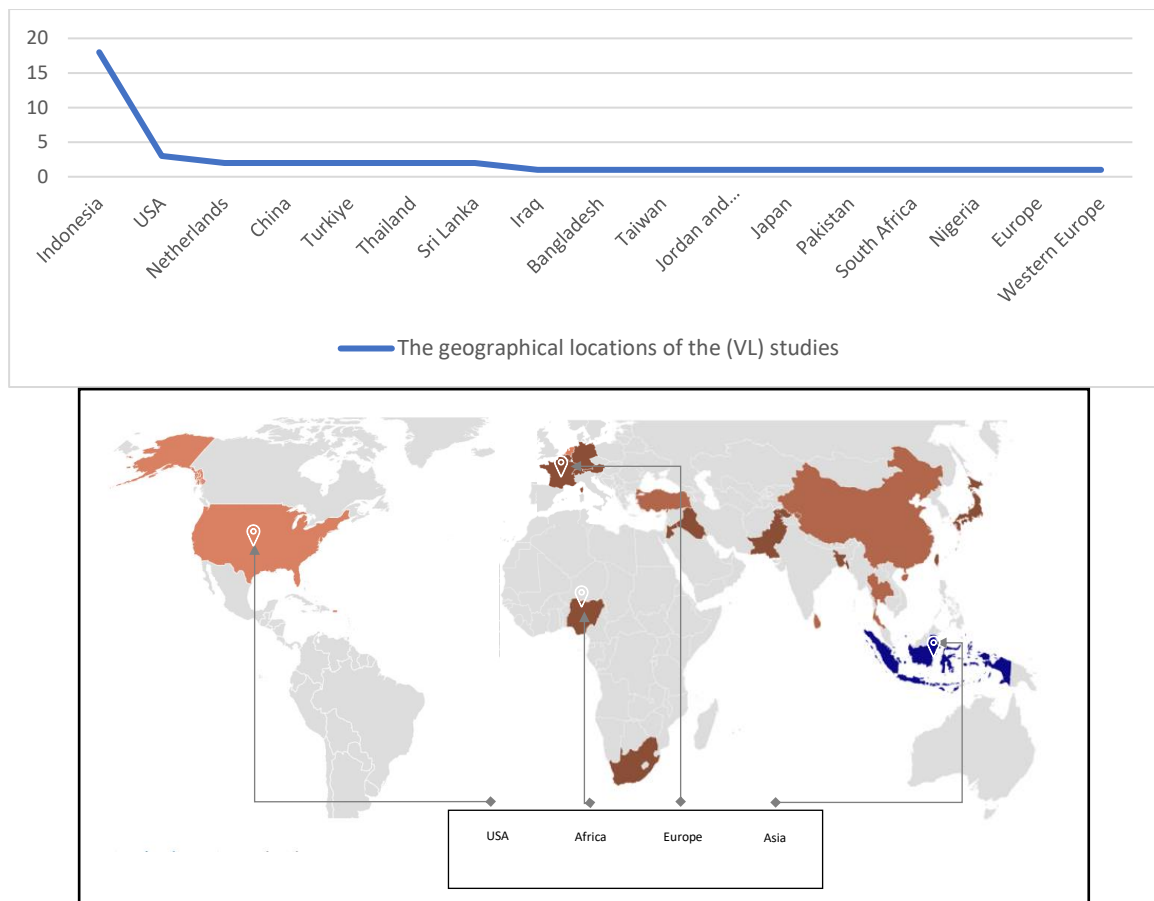 20
15
10
5
0
Indonesia
USA
Netherlands
China
Turkiye
Thailand
Sri Lanka
Iraq
Bangladesh
Taiwan
Jordan and...
Japan
Pakistan
South Africa
Nigeria
Europe
Western Europe
The geographical locations of the (VL) studies
USA Africa Europe Asia